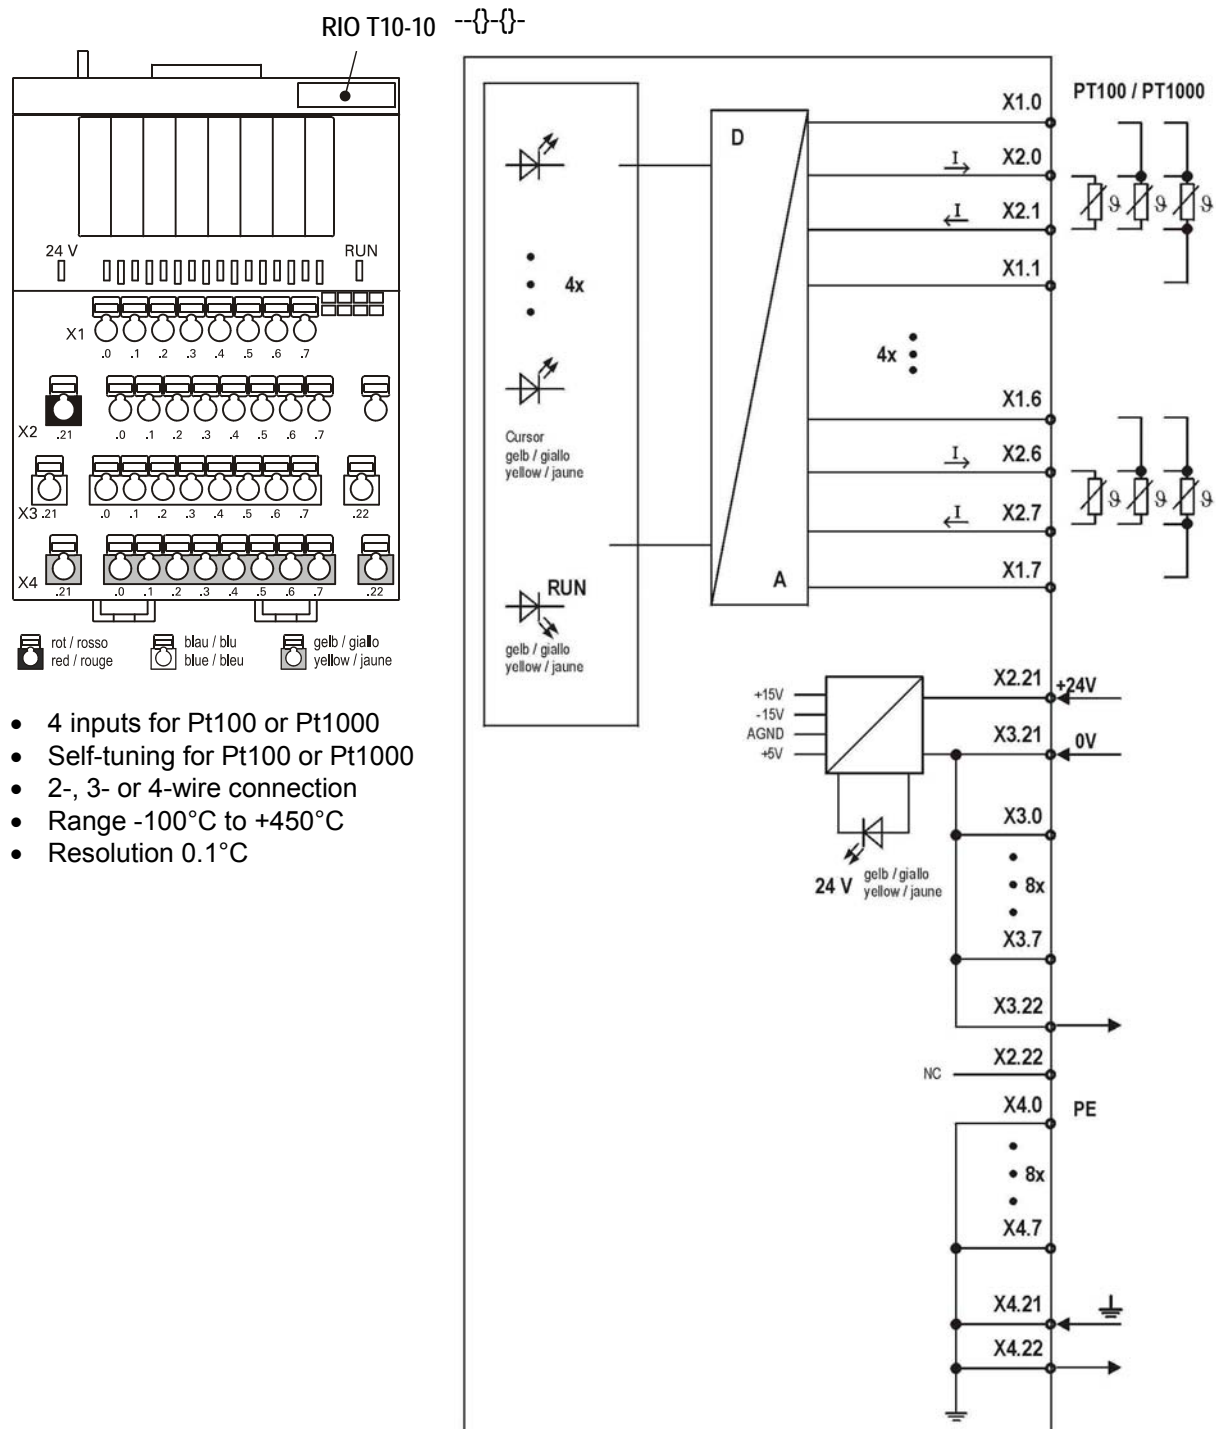 RIO T10-10 --{}-{}-
24 V
RUN
X1
.0 .1 .2 .3 .4 .5 .6 .7
X2 .21 .0 .1 .2 .3 .4 .5 .6 .7
X3 .21 .0 .1 .2 .3 .4 .5 .6 .7 .22
X4 .21 .0 .1 .2 .3 .4 .5 .6 .7 .22
rot / rosso
red / rouge
blau / blu
blue / bleu
gelb / giallo
yellow / jaune
• 4 inputs for Pt100 or Pt1000
• Self-tuning for Pt100 or Pt1000
• 2-, 3- or 4-wire connection
• Range -100°C to +450°C
• Resolution 0.1°C
4x
Cursor
gelb / giallo
yellow / jaune
RUN
gelb / giallo
yellow / jaune
D
A
X1.0
PT100 / PT1000
I X2.0
I X2.1
ϑ ϑ ϑ
X1.1
4x
X1.6
I X2.6
I X2.7
ϑ ϑ ϑ
X1.7
+15V
-15V
AGND
+5V
X2.21 +24V
X3.21 0V
24 V
gelb / giallo
yellow / jaune
X3.0
8x
X3.7
X3.22
X2.22
NC
X4.0 PE
8x
X4.7
X4.21
X4.22